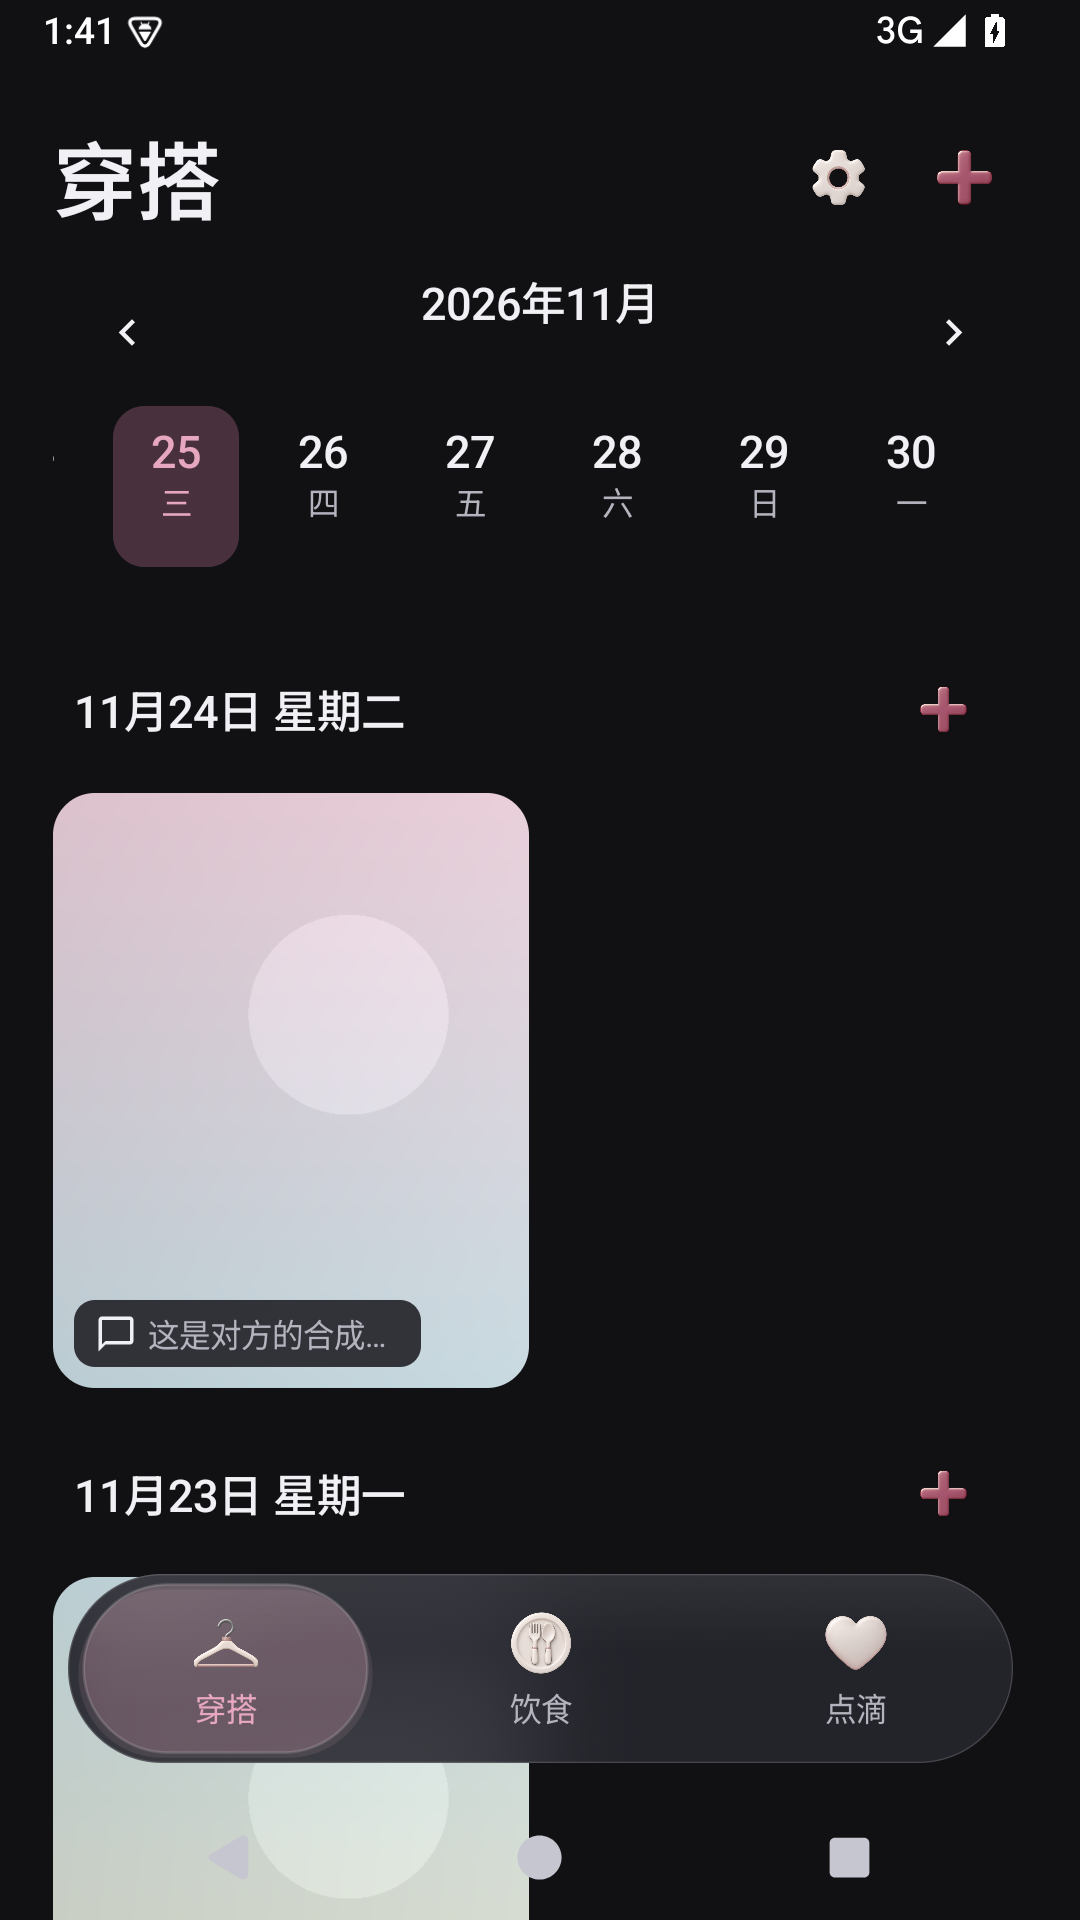 1:41
3G
穿搭
2026年11月
25 26 27 28 29 30
三 四 五 六 日 一
11月24日 星期二
这是对方的合成...
11月23日 星期一
穿搭 饮食 点滴